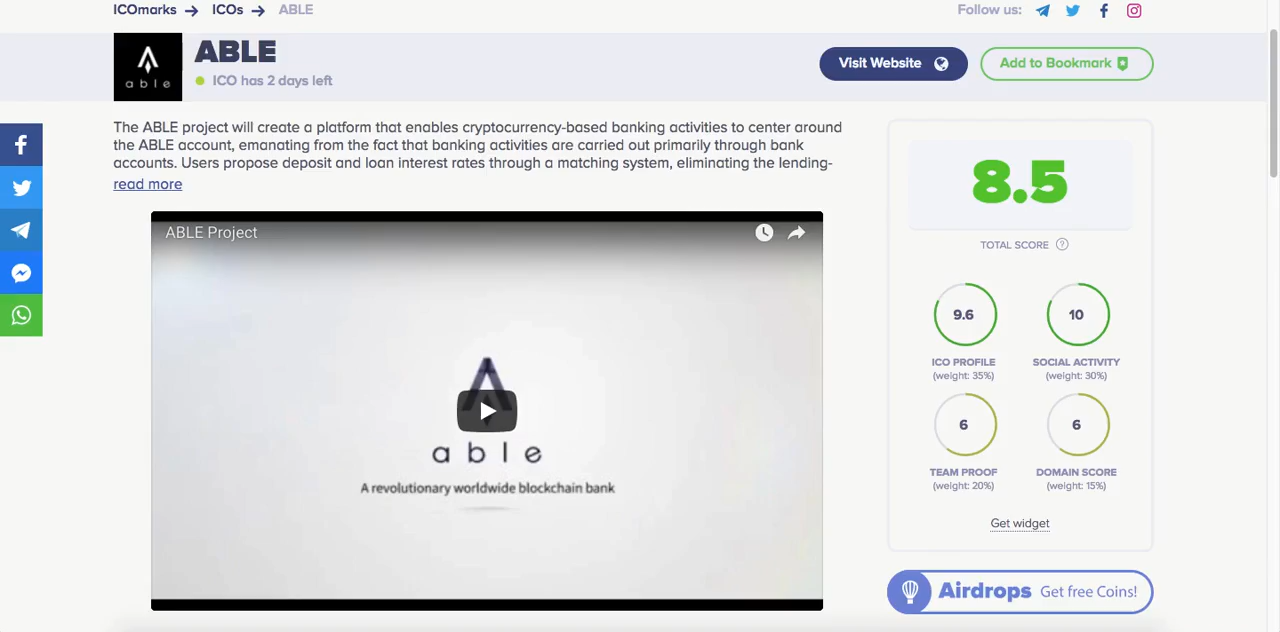 ICOmarks → ICOs → ABLE
Follow us:
able
ABLE
ICO has 2 days left
Visit Website
Add to Bookmark
The ABLE project will create a platform that enables cryptocurrency-based banking activities to center around
the ABLE account, emanating from the fact that banking activities are carried out primarily through bank
accounts. Users propose deposit and loan interest rates through a matching system, eliminating the lending-
read more
ABLE Project
able
A revolutionary worldwide blockchain bank
8.5
TOTAL SCORE ?
9.6
10
ICO PROFILE
SOCIAL ACTIVITY
(weight: 35%)
(weight: 30%)
6
6
TEAM PROOF
DOMAIN SCORE
(weight: 20%)
(weight: 15%)
Get widget
Airdrops Get free Coins!